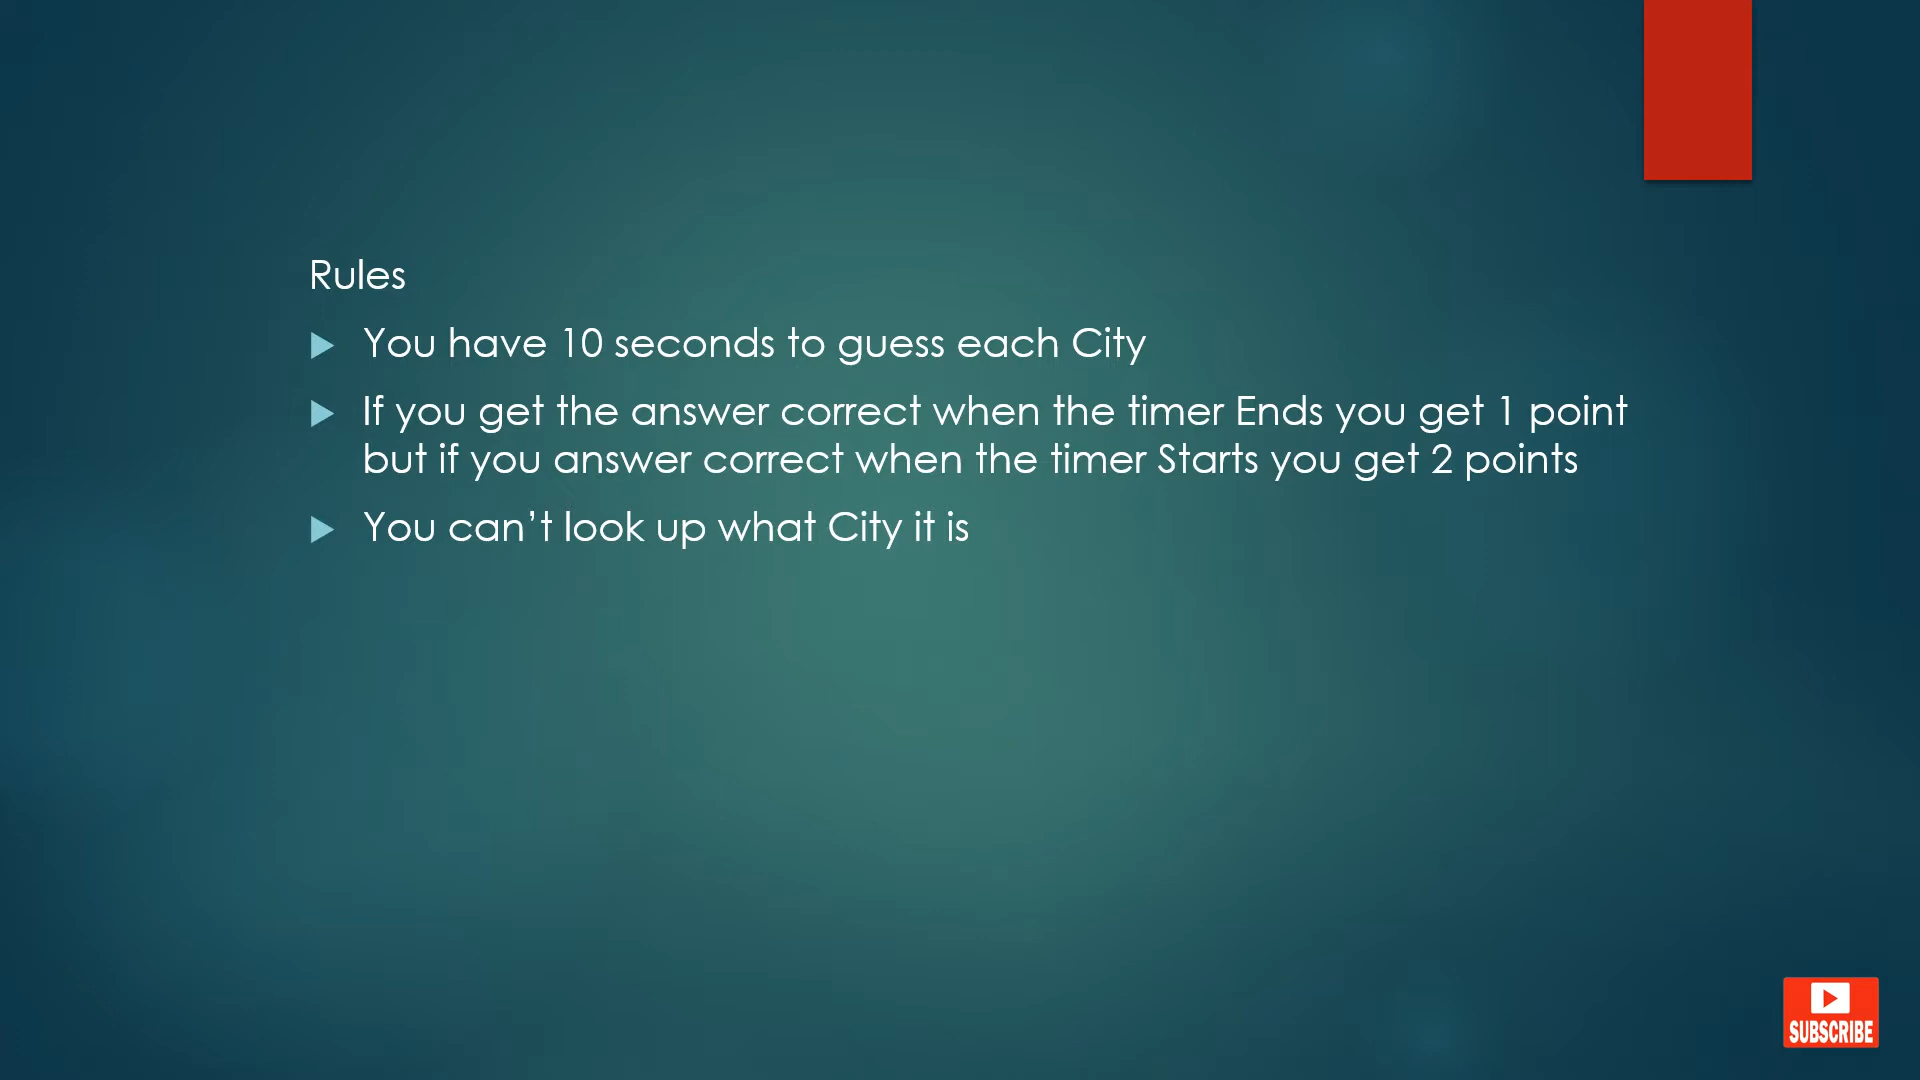 Rules
You have 10 seconds to guess each City
If you get the answer correct when the timer Ends you get 1 point
but if you answer correct when the timer Starts you get 2 points
You can’t look up what City it is
SUBSCRIBE